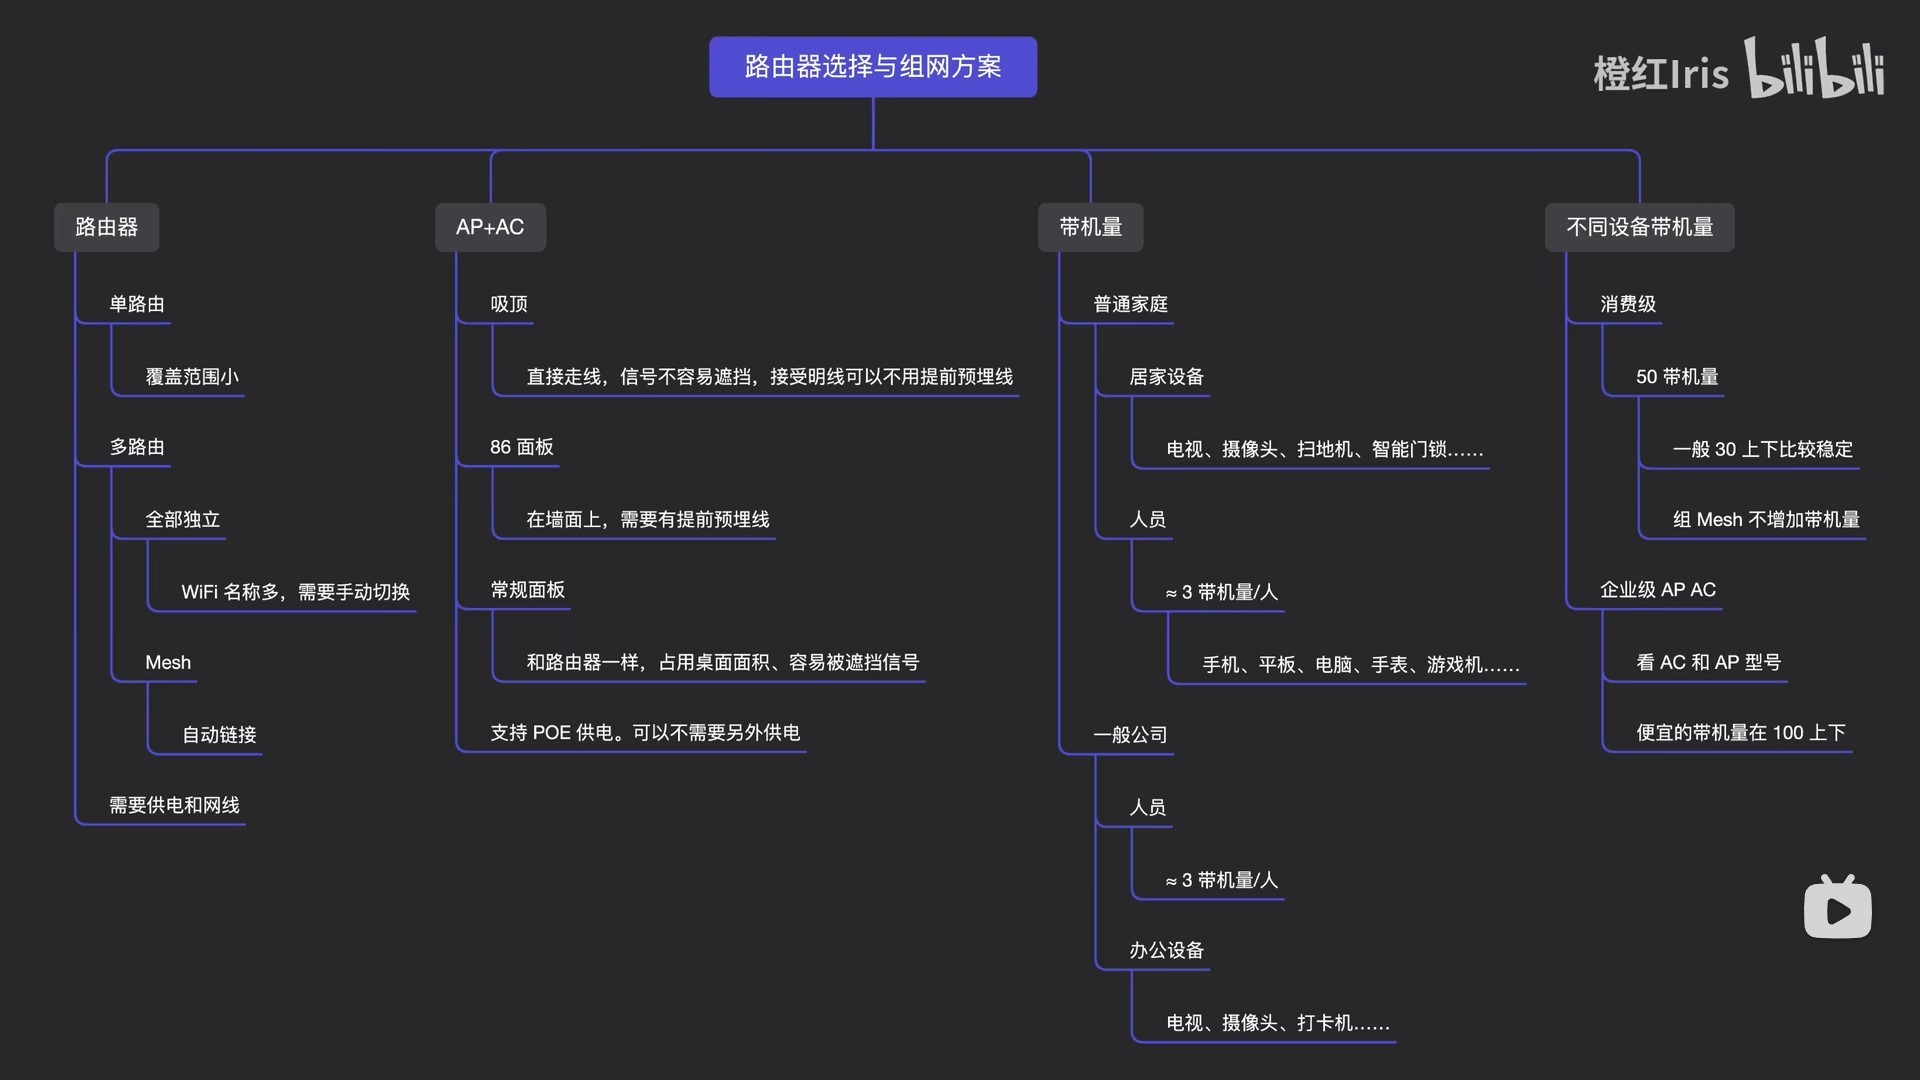 路由器选择与组网方案
橙红Iris bilibili
路由器
单路由
覆盖范围小
多路由
全部独立
WiFi 名称多，需要手动切换
Mesh
自动链接
需要供电和网线
AP+AC
吸顶
直接走线，信号不容易遮挡，接受明线可以不用提前预埋线
86 面板
在墙面上，需要有提前预埋线
常规面板
和路由器一样，占用桌面面积、容易被遮挡信号
支持 POE 供电。可以不需要另外供电
带机量
普通家庭
居家设备
电视、摄像头、扫地机、智能门锁……
人员
≈ 3 带机量/人
手机、平板、电脑、手表、游戏机……
一般公司
人员
≈ 3 带机量/人
办公设备
电视、摄像头、打卡机……
不同设备带机量
消费级
50 带机量
一般 30 上下比较稳定
组 Mesh 不增加带机量
企业级 AP AC
看 AC 和 AP 型号
便宜的带机量在 100 上下